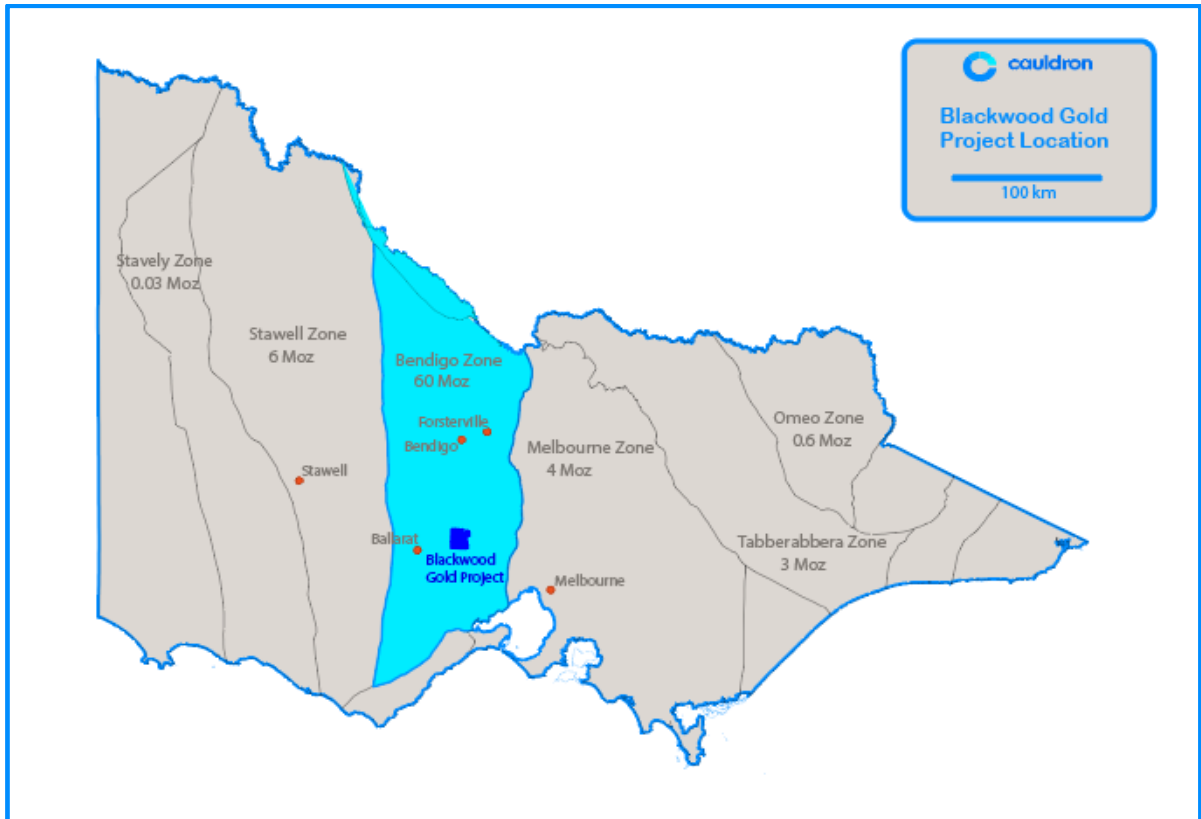 cauldron
Blackwood Gold
Project Location
100 km
Stavely Zone
0.03 Moz
Stawell Zone
6 Moz
Bendigo Zone
60 Moz
Forsterville
Bendigo
Melbourne Zone
4 Moz
Omeo Zone
0.6 Moz
Stawell
Ballarat
Blackwood
Gold Project
Melbourne
Tabberabbera Zone
3 Moz